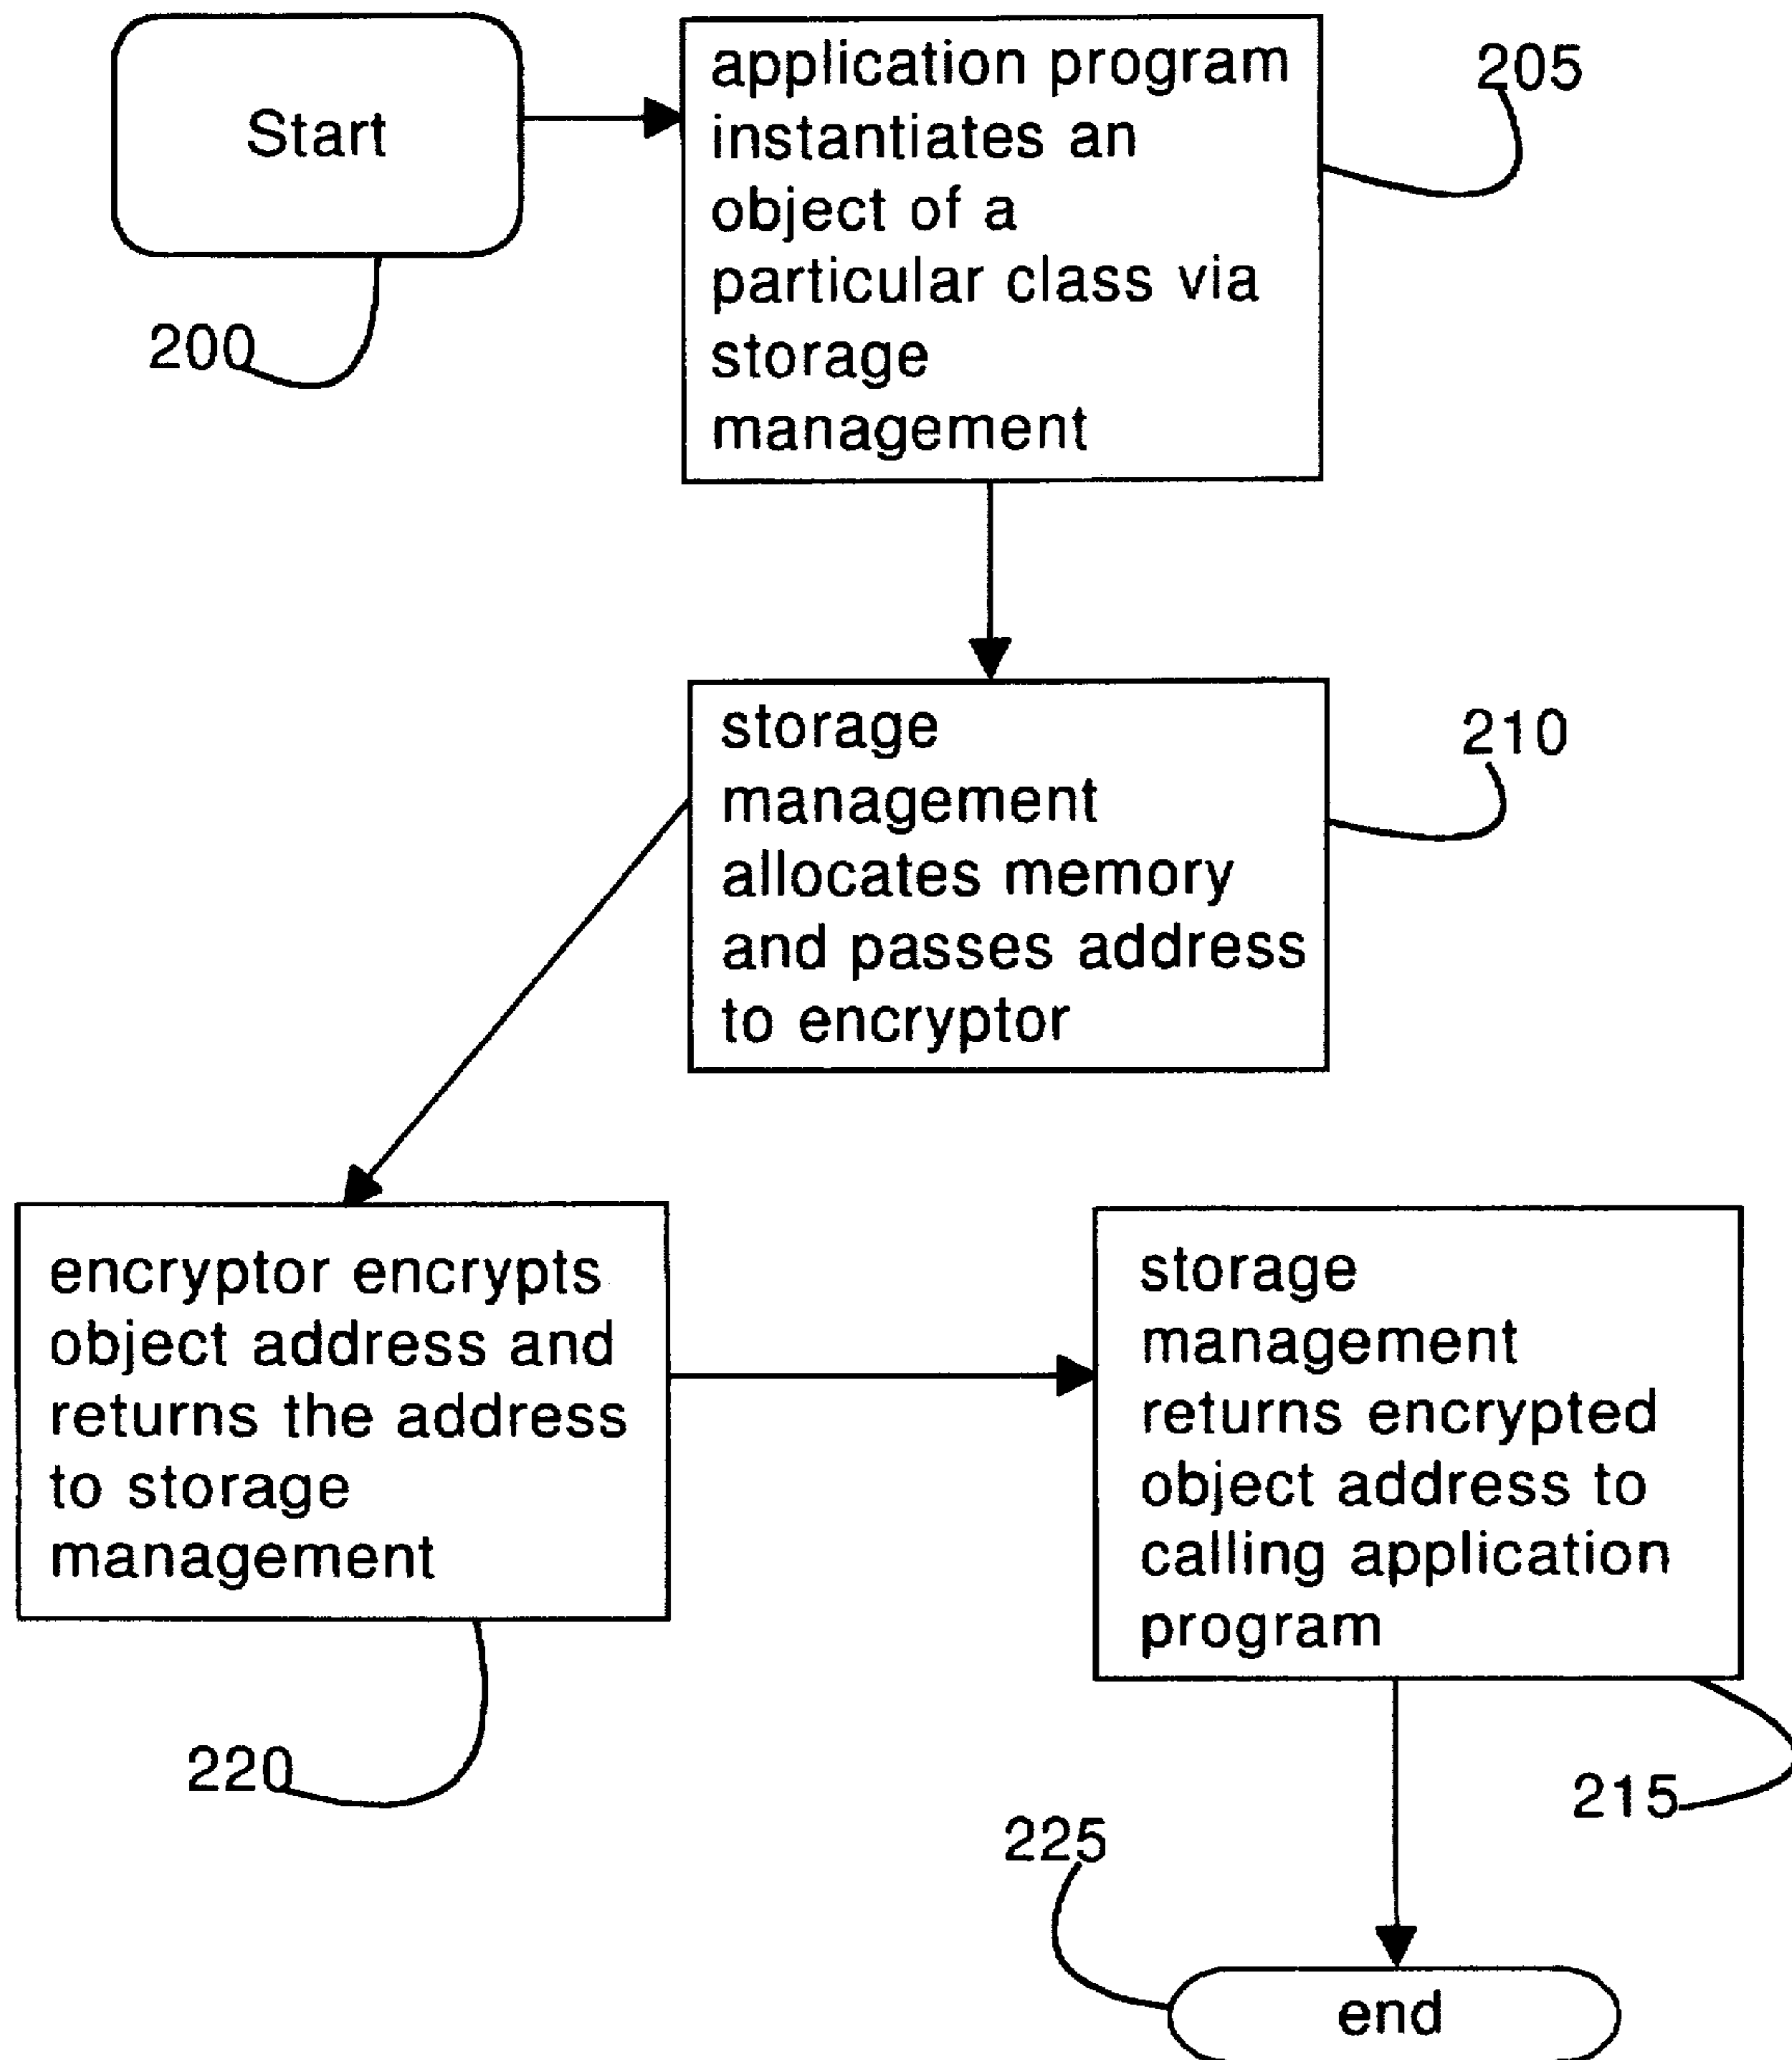 Start
200
application program
instantiates an
object of a
particular class via
storage
management
205
storage
management
allocates memory
and passes address
to encryptor
210
encryptor encrypts
object address and
returns the address
to storage
management
220
storage
management
returns encrypted
object address to
calling application
program
215
225
end